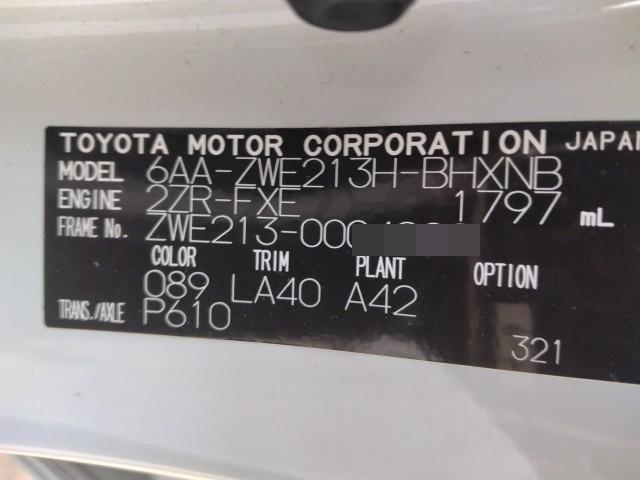 TOYOTA MOTOR CORPORATION JAPAN
MODEL 6AA-ZWE213H-BHXNB
ENGINE 2ZR-FXE 1797 mL
FRAME No. ZWE213-000
COLOR TRIM PLANT OPTION
089 LA40 A42
TRANS./AXLE P610
321